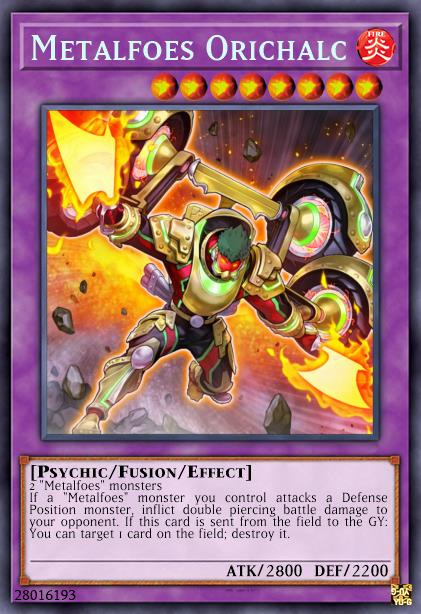 METALFOES ORICHALC
FIRE
炎
[PSYCHIC/FUSION/EFFECT]
2 "Metalfoes" monsters
If a "Metalfoes" monster you control attacks a Defense
Position monster, inflict double piercing battle damage to
your opponent. If this card is sent from the field to the GY:
You can target 1 card on the field; destroy it.
ATK/2800 DEF/2200
28016193